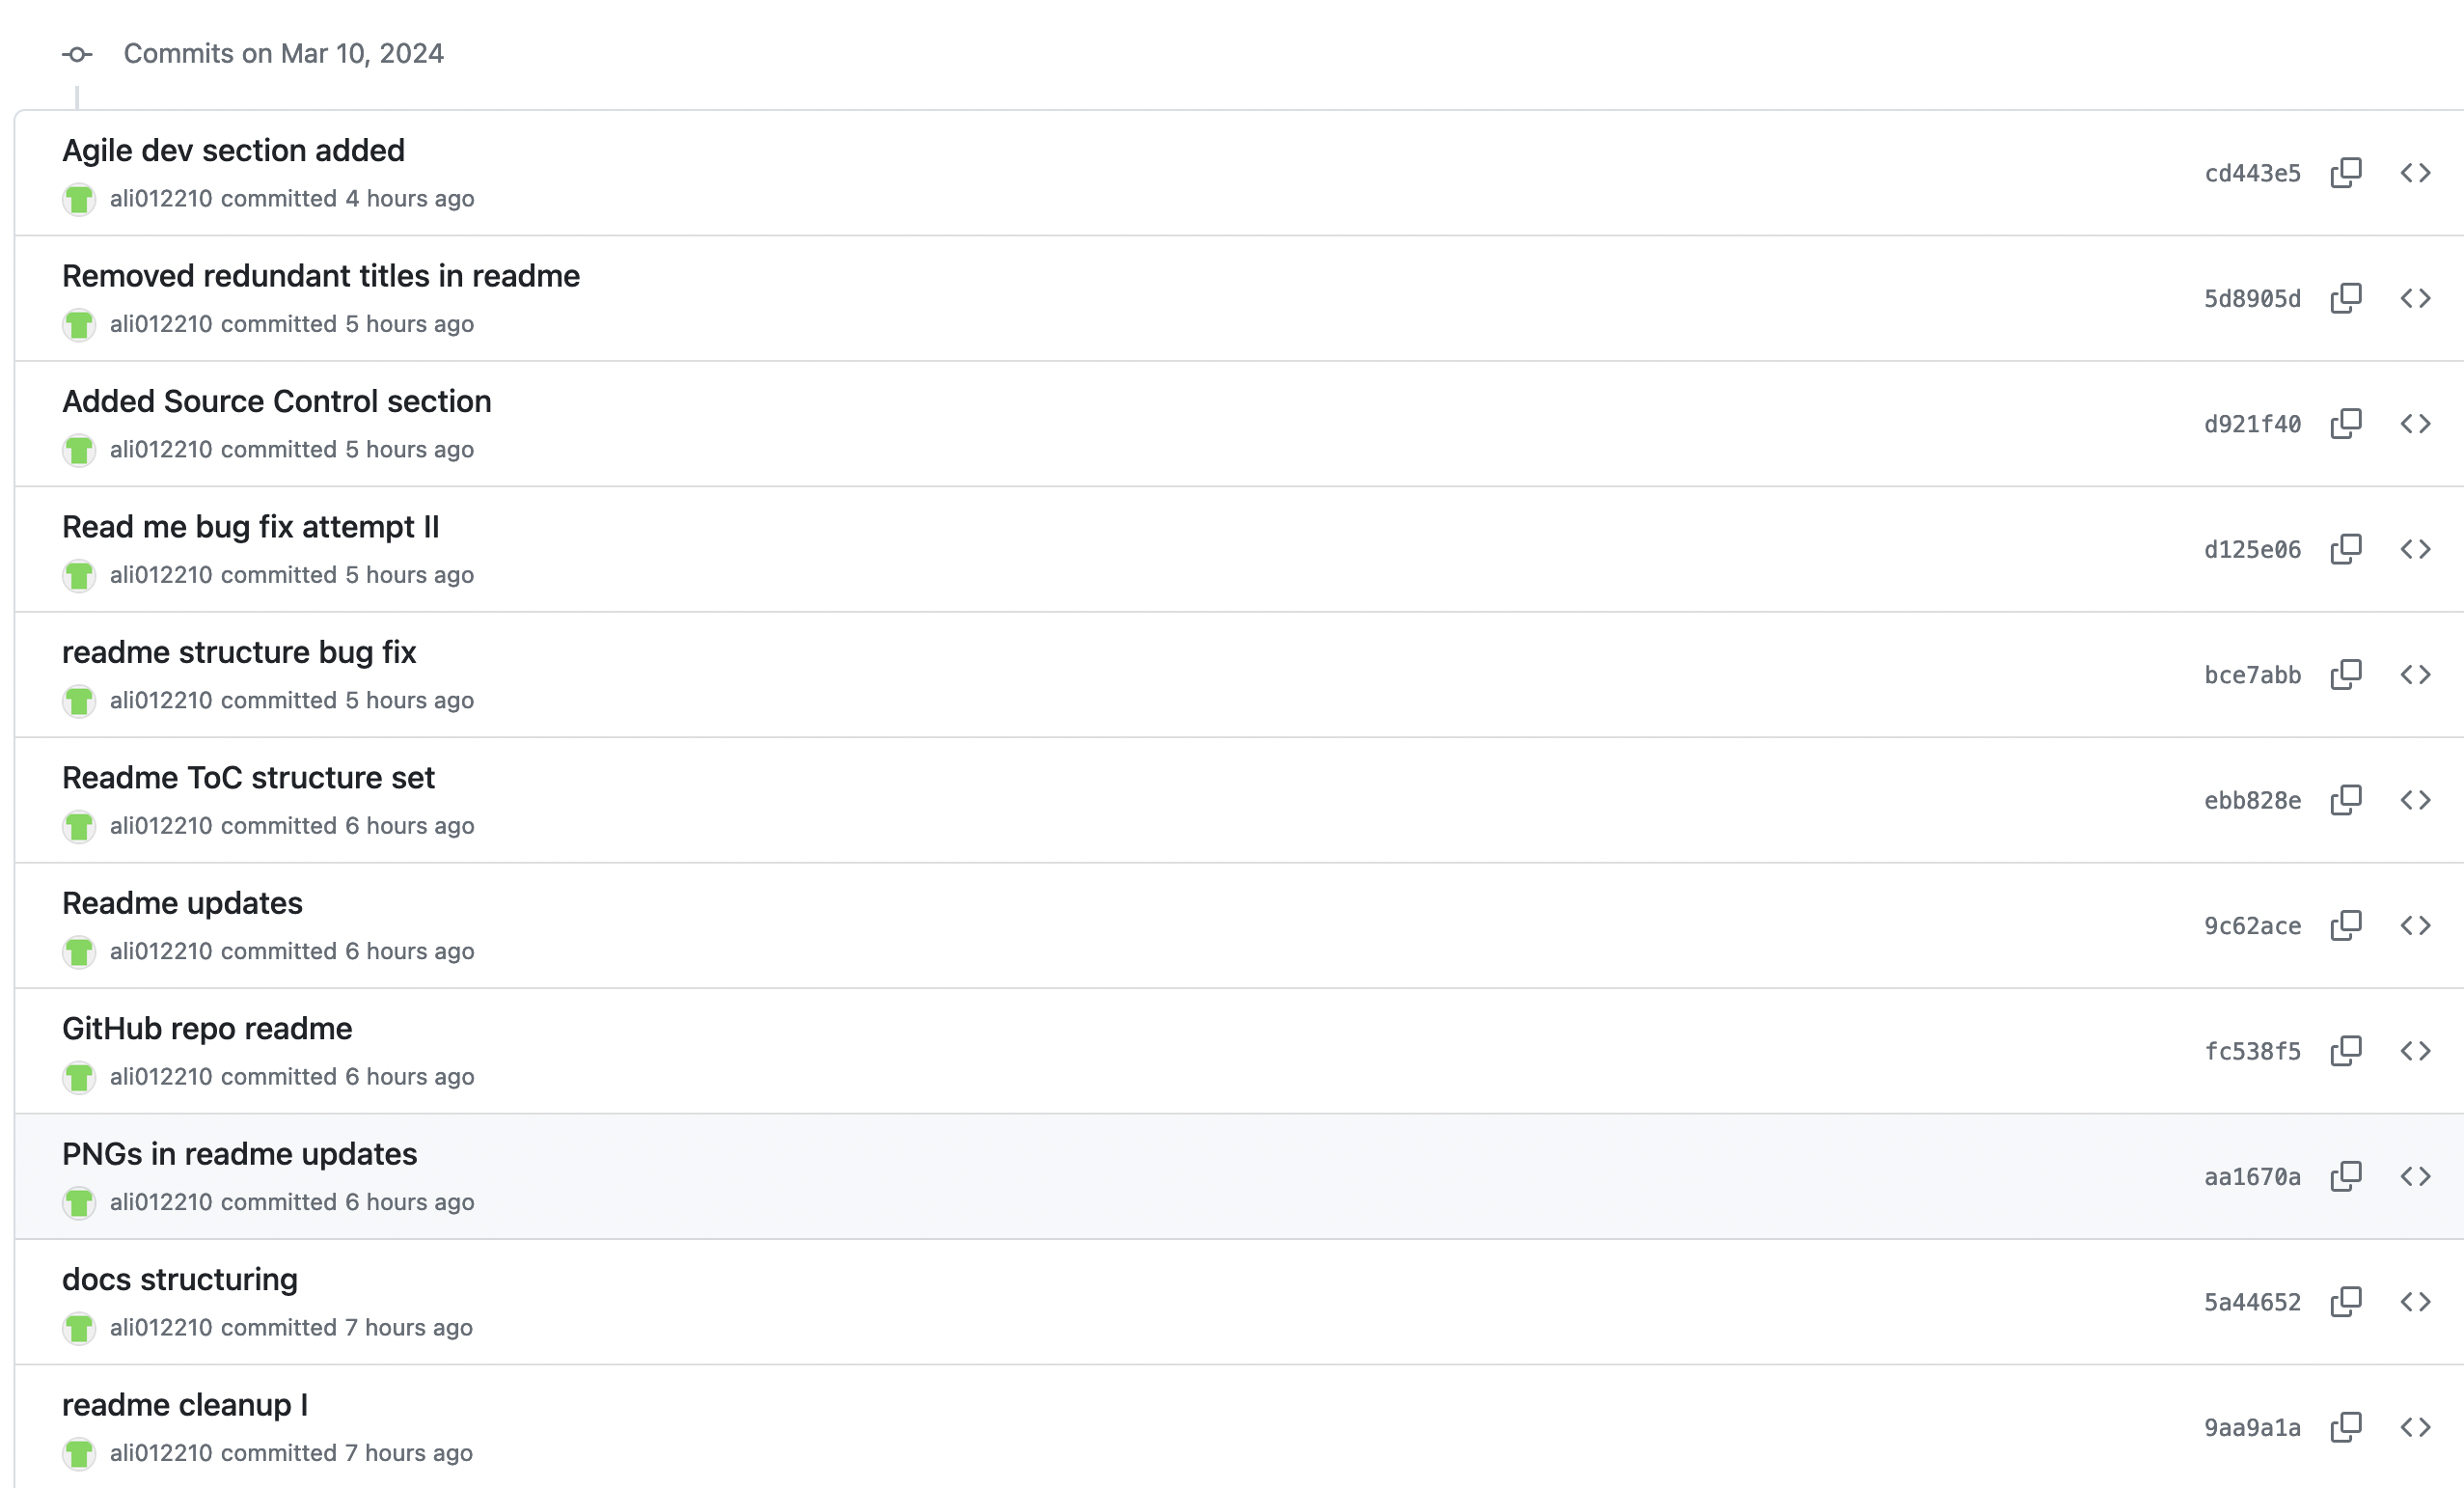 Commits on Mar 10, 2024
Agile dev section added
cd443e5
ali012210 committed 4 hours ago
Removed redundant titles in readme
5d8905d
ali012210 committed 5 hours ago
Added Source Control section
d921f40
ali012210 committed 5 hours ago
Read me bug fix attempt II
d125e06
ali012210 committed 5 hours ago
readme structure bug fix
bce7abb
ali012210 committed 5 hours ago
Readme ToC structure set
ebb828e
ali012210 committed 6 hours ago
Readme updates
9c62ace
ali012210 committed 6 hours ago
GitHub repo readme
fc538f5
ali012210 committed 6 hours ago
PNGs in readme updates
aa1670a
ali012210 committed 6 hours ago
docs structuring
5a44652
ali012210 committed 7 hours ago
readme cleanup I
9aa9a1a
ali012210 committed 7 hours ago